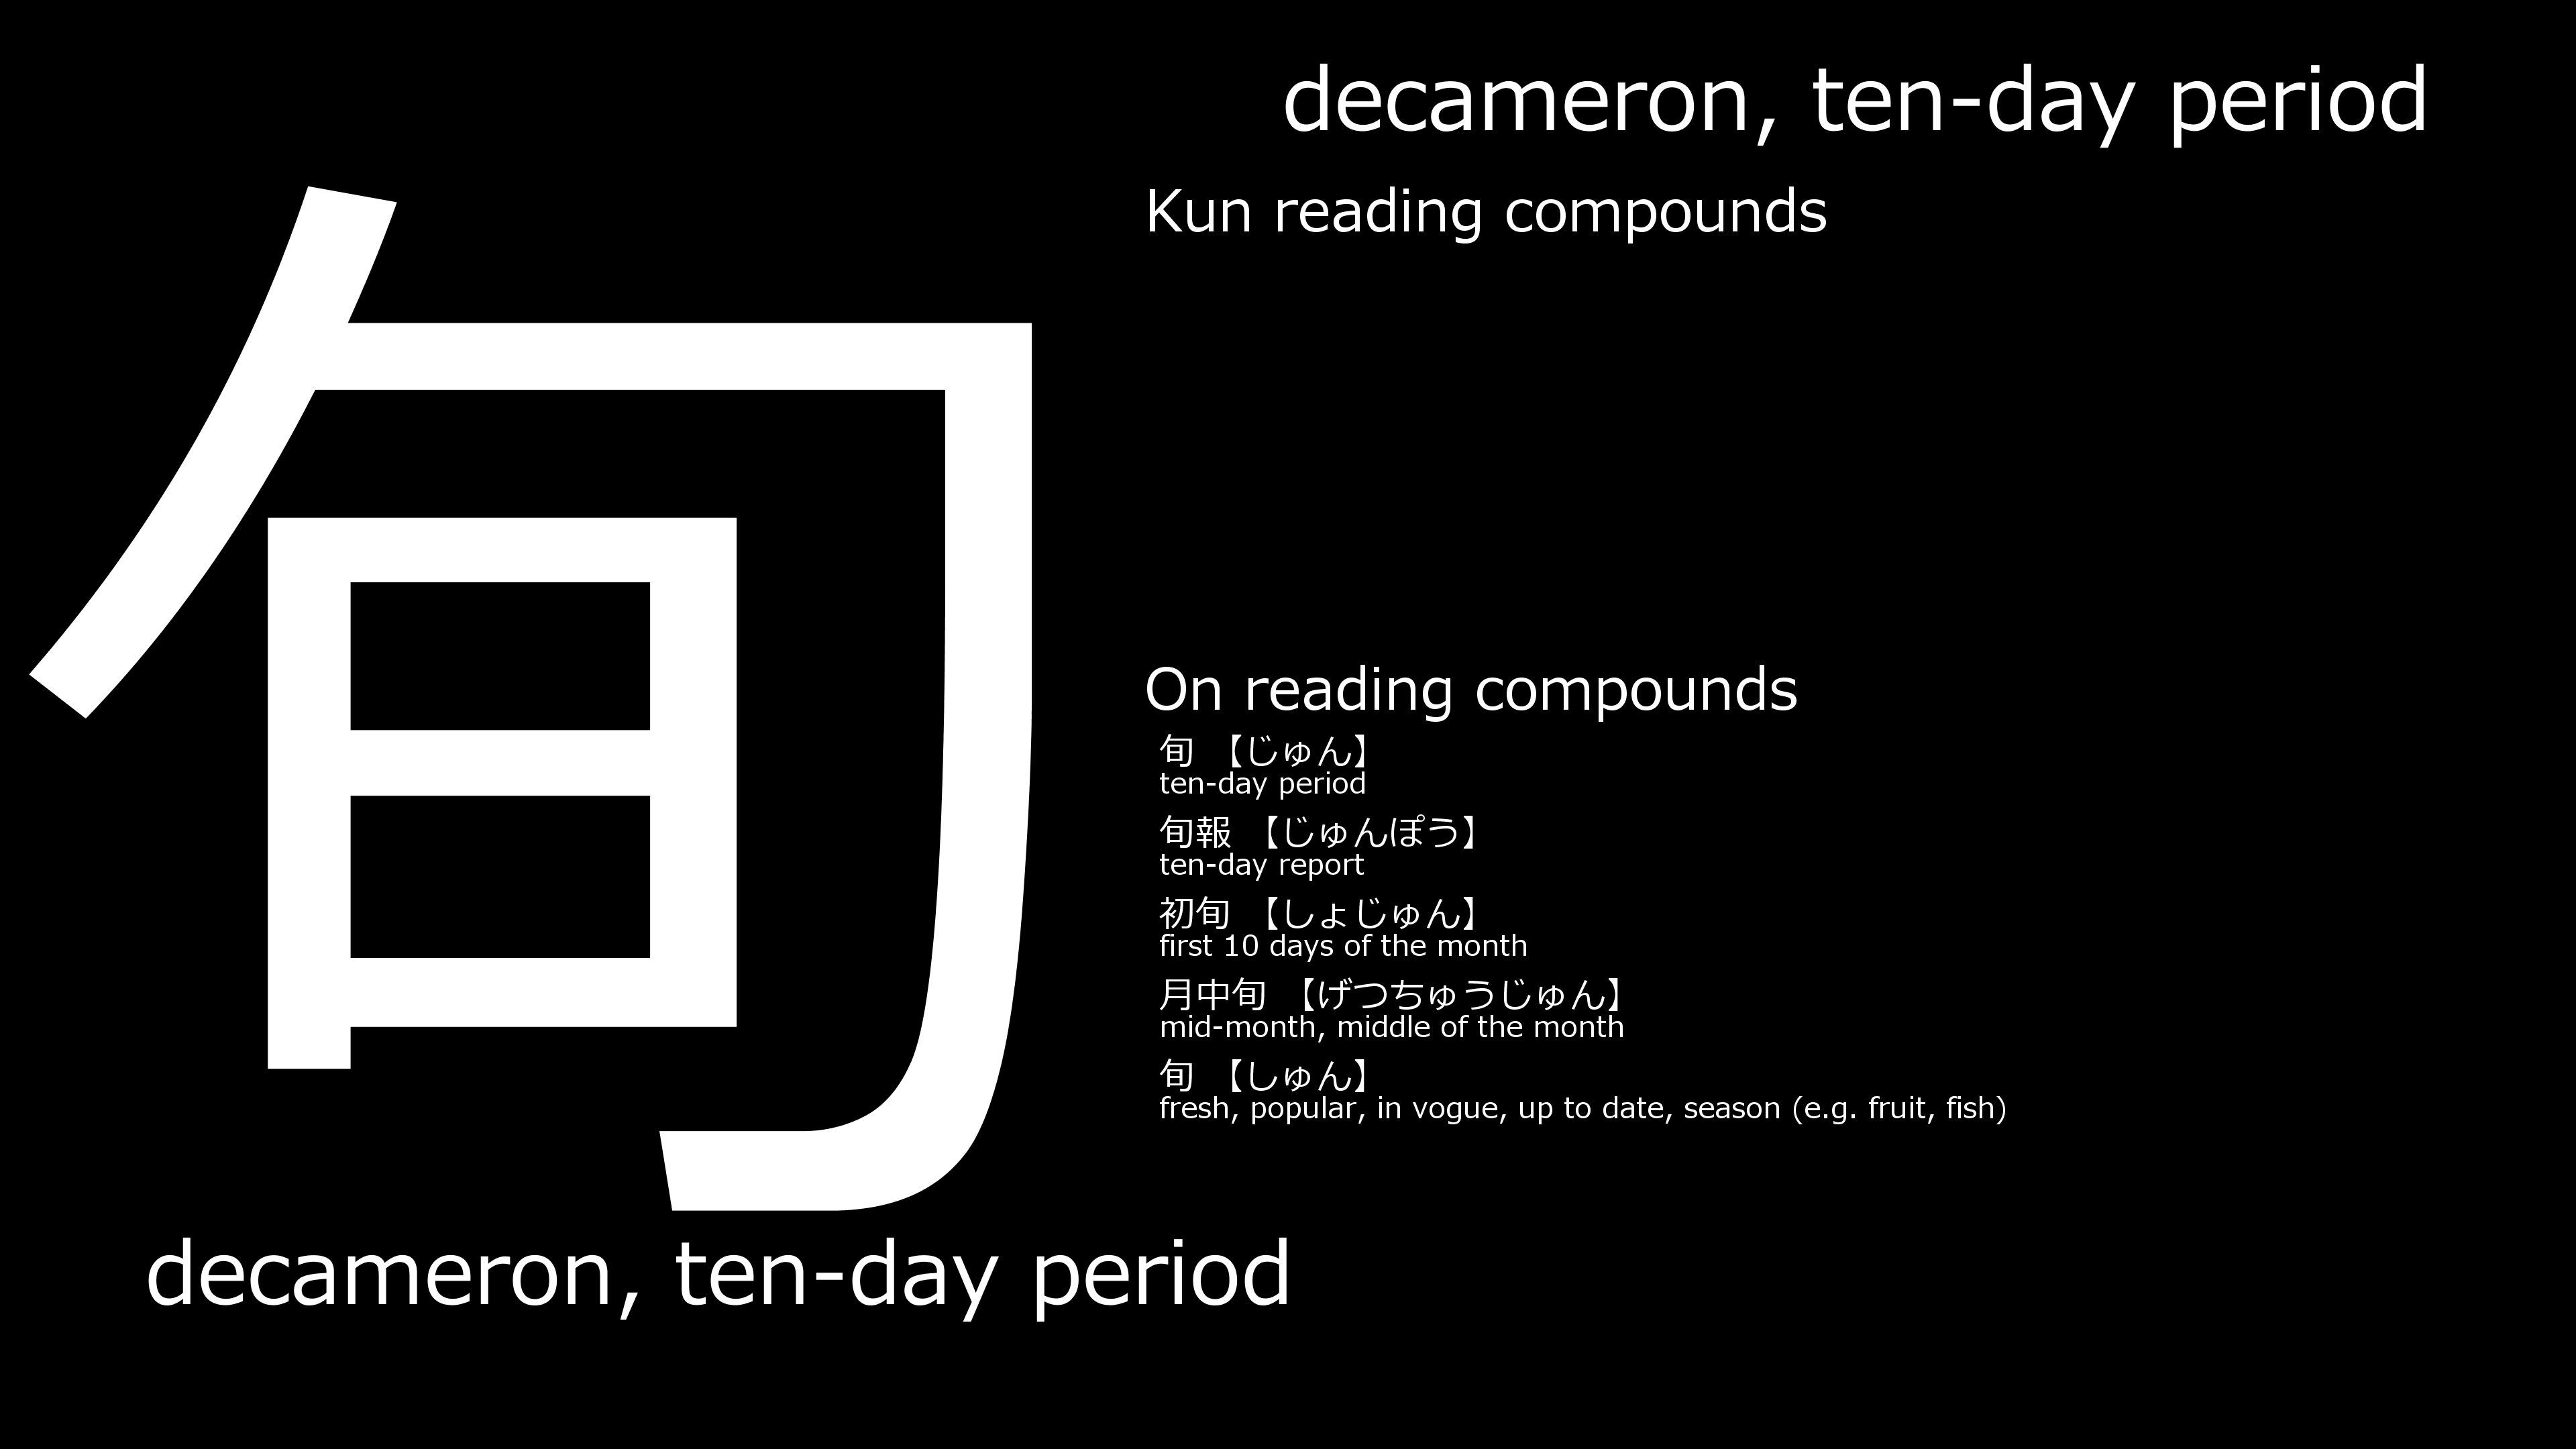 decameron, ten-day period
旬
Kun reading compounds
On reading compounds
旬 【じゅん】
ten-day period
旬報 【じゅんぽう】
ten-day report
初旬 【しょじゅん】
first 10 days of the month
月中旬 【げつちゅうじゅん】
mid-month, middle of the month
旬 【しゅん】
fresh, popular, in vogue, up to date, season (e.g. fruit, fish)
decameron, ten-day period